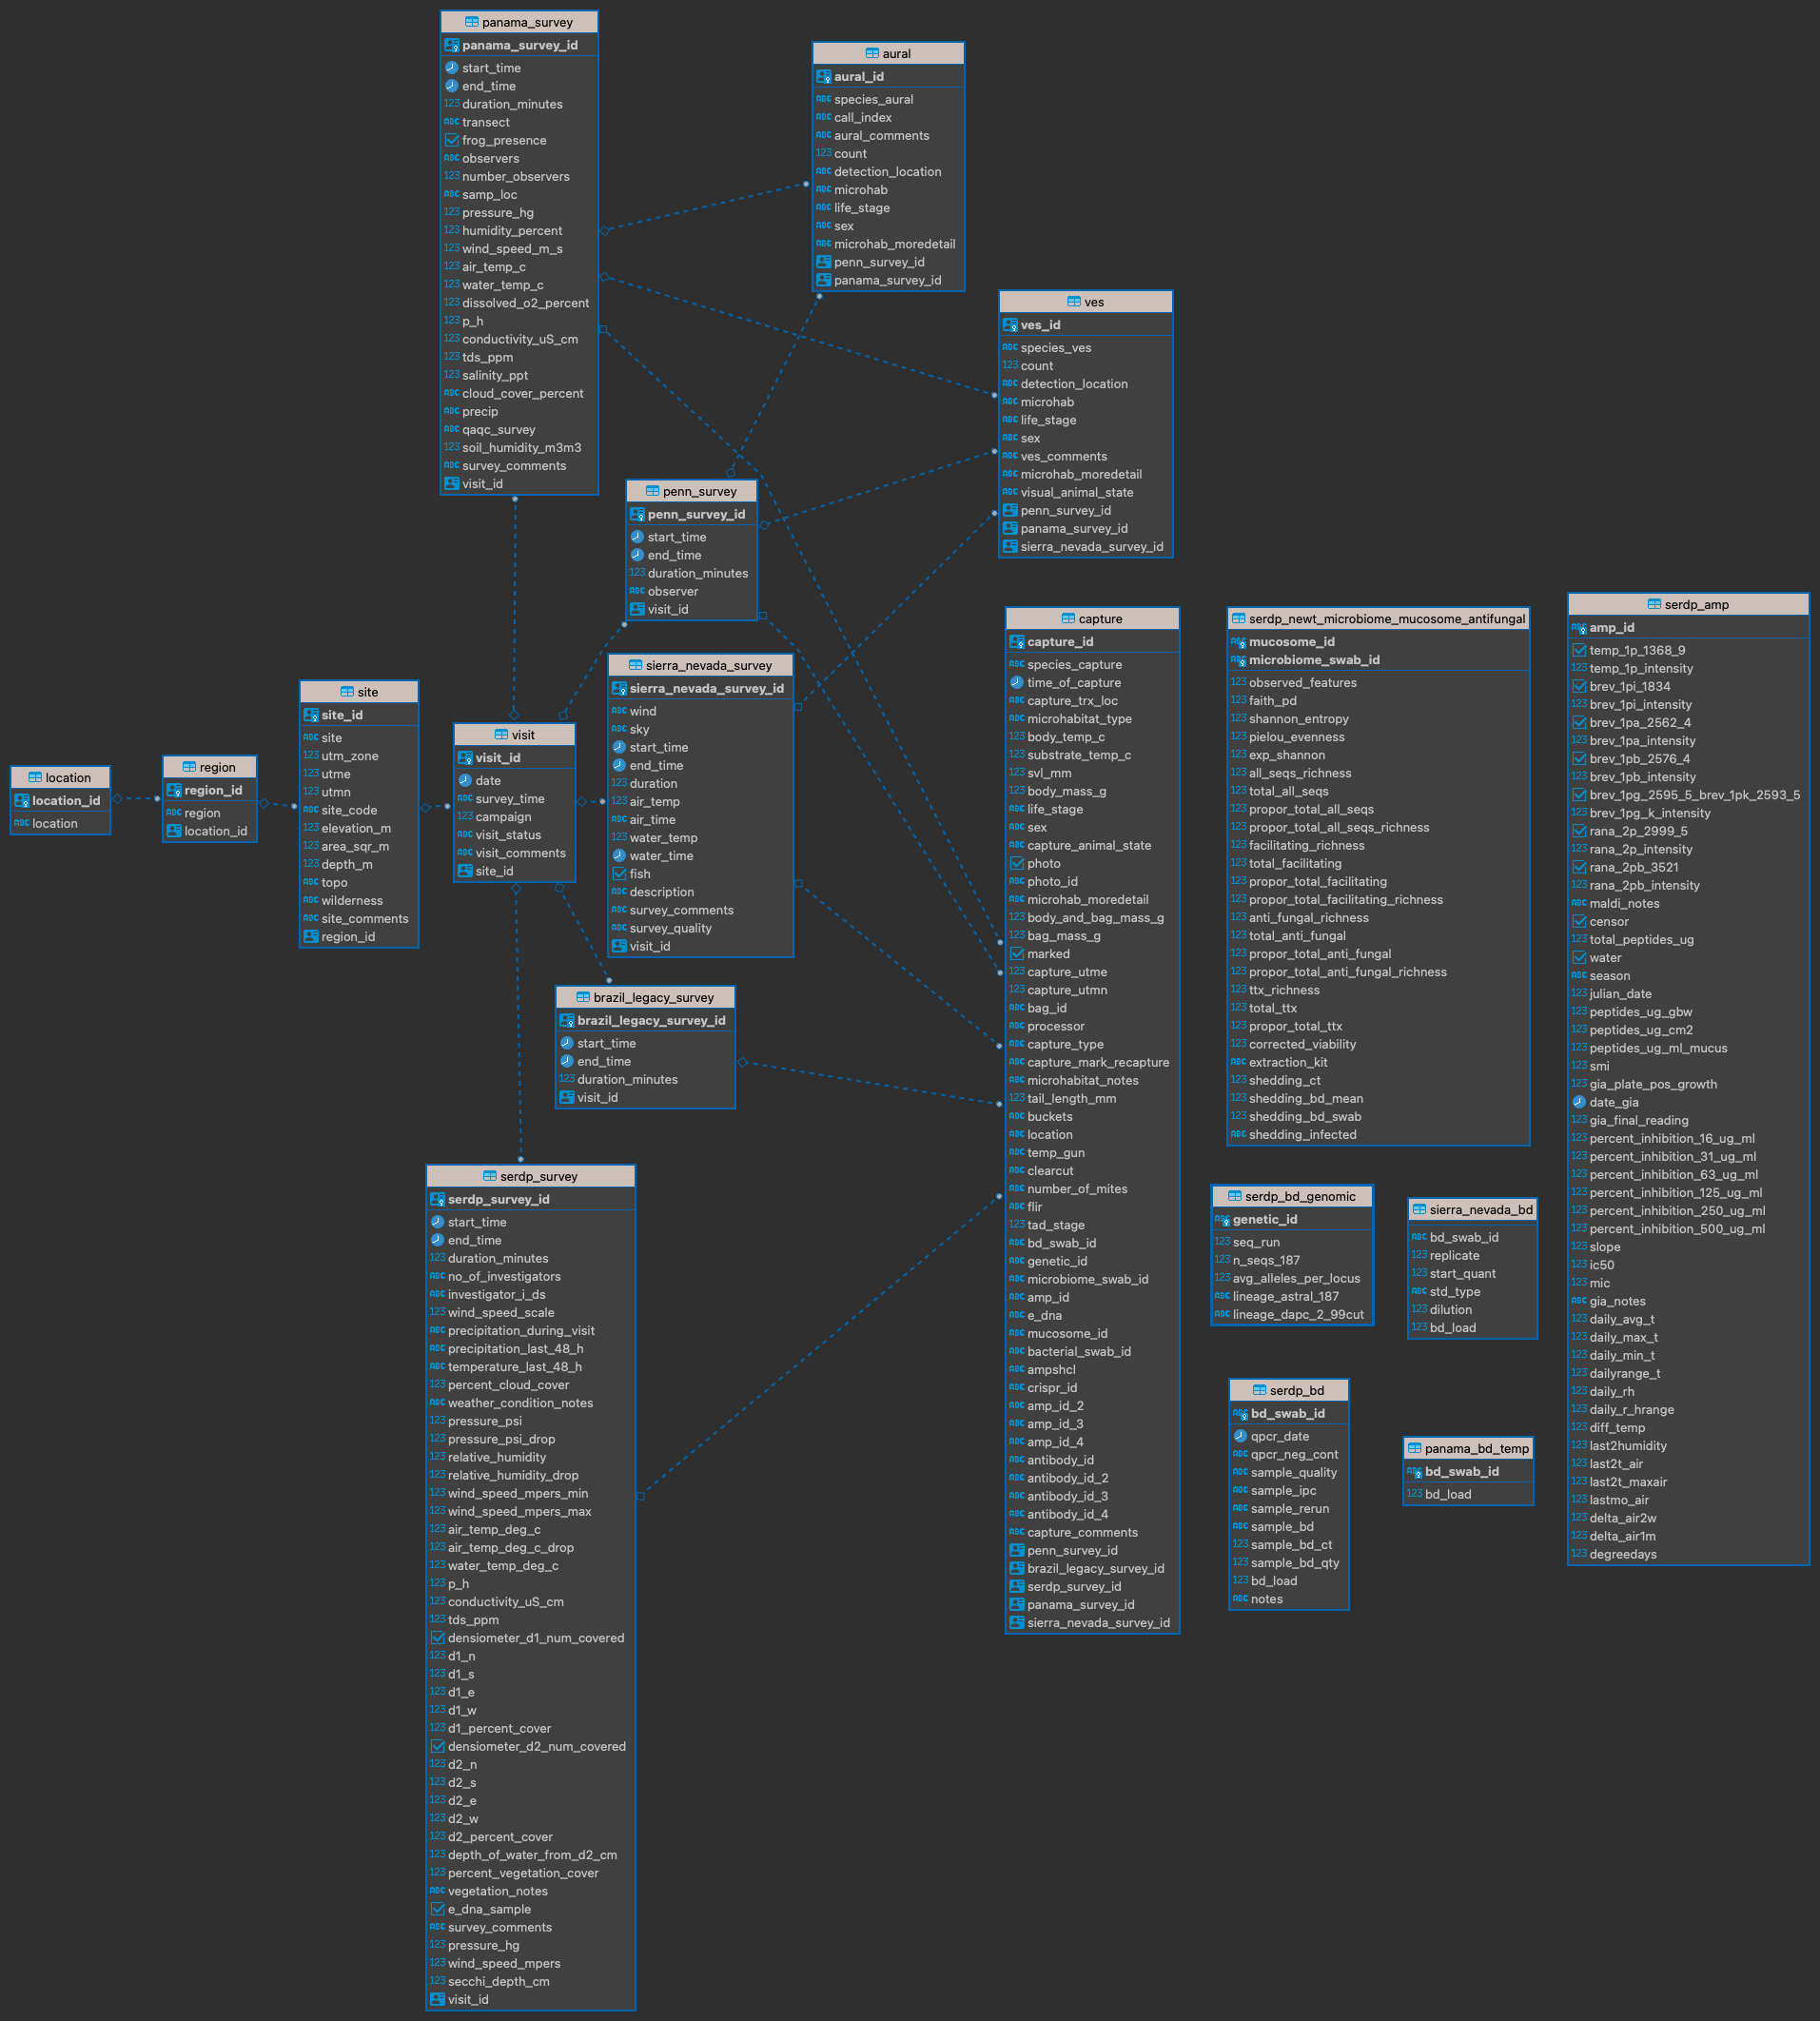 panama_survey
panama_survey_id
start_time
end_time
duration_minutes
transect
frog_presence
observers
number_observers
samp_loc
pressure_hg
humidity_percent
wind_speed_m_s
air_temp_c
water_temp_c
dissolved_o2_percent
p_h
conductivity_uS_cm
tds_ppm
salinity_ppt
cloud_cover_percent
precip
qaqc_survey
soil_humidity_m3m3
survey_comments
visit_id
aural
aural_id
species_aural
call_index
aural_comments
count
detection_location
microhab
life_stage
sex
microhab_moredetail
penn_survey_id
panama_survey_id
ves
ves_id
species_ves
count
detection_location
microhab
life_stage
sex
ves_comments
microhab_moredetail
visual_animal_state
penn_survey_id
panama_survey_id
sierra_nevada_survey_id
penn_survey
penn_survey_id
start_time
end_time
duration_minutes
observer
visit_id
location
location_id
location
region
region_id
region
location_id
site
site_id
site
utm_zone
utme
utmn
site_code
elevation_m
area_sqr_m
depth_m
topo
wilderness
site_comments
region_id
visit
visit_id
date
survey_time
campaign
visit_status
visit_comments
site_id
sierra_nevada_survey
sierra_nevada_survey_id
wind
sky
start_time
end_time
duration
air_temp
air_time
water_temp
water_time
fish
description
survey_comments
survey_quality
visit_id
brazil_legacy_survey
brazil_legacy_survey_id
start_time
end_time
duration_minutes
visit_id
serdp_survey
serdp_survey_id
start_time
end_time
duration_minutes
no_of_investigators
investigator_i_ds
wind_speed_scale
precipitation_during_visit
precipitation_last_48_h
temperature_last_48_h
percent_cloud_cover
weather_condition_notes
pressure_psi
pressure_psi_drop
relative_humidity
relative_humidity_drop
wind_speed_mpers_min
wind_speed_mpers_max
air_temp_deg_c
air_temp_deg_c_drop
water_temp_deg_c
p_h
conductivity_uS_cm
tds_ppm
densiometer_d1_num_covered
d1_n
d1_s
d1_e
d1_w
d1_percent_cover
densiometer_d2_num_covered
d2_n
d2_s
d2_e
d2_w
d2_percent_cover
depth_of_water_from_d2_cm
percent_vegetation_cover
vegetation_notes
e_dna_sample
survey_comments
pressure_hg
wind_speed_mpers
secchi_depth_cm
visit_id
capture
capture_id
species_capture
time_of_capture
capture_trx_loc
microhabitat_type
body_temp_c
substrate_temp_c
svl_mm
body_mass_g
life_stage
sex
capture_animal_state
photo
photo_id
microhab_moredetail
body_and_bag_mass_g
bag_mass_g
marked
capture_utme
capture_utmn
bag_id
processor
capture_type
capture_mark_recapture
microhabitat_notes
tail_length_mm
buckets
location
temp_gun
clearcut
number_of_mites
flir
tad_stage
bd_swab_id
genetic_id
microbiome_swab_id
amp_id
e_dna
mucosome_id
bacterial_swab_id
ampshcl
crispr_id
amp_id_2
amp_id_3
amp_id_4
antibody_id
antibody_id_2
antibody_id_3
antibody_id_4
capture_comments
penn_survey_id
brazil_legacy_survey_id
serdp_survey_id
panama_survey_id
sierra_nevada_survey_id
serdp_newt_microbiome_mucosome_antifungal
mucosome_id
microbiome_swab_id
observed_features
faith_pd
shannon_entropy
pielou_evenness
exp_shannon
all_seqs_richness
total_all_seqs
propor_total_all_seqs
propor_total_all_seqs_richness
facilitating_richness
total_facilitating
propor_total_facilitating
propor_total_facilitating_richness
anti_fungal_richness
total_anti_fungal
propor_total_anti_fungal
propor_total_anti_fungal_richness
ttx_richness
total_ttx
propor_total_ttx
corrected_viability
extraction_kit
shedding_ct
shedding_bd_mean
shedding_bd_swab
shedding_infected
serdp_bd_genomic
genetic_id
seq_run
n_seqs_187
avg_alleles_per_locus
lineage_astral_187
lineage_dapc_2_99cut
sierra_nevada_bd
bd_swab_id
replicate
start_quant
std_type
dilution
bd_load
serdp_bd
bd_swab_id
qpcr_date
qpcr_neg_cont
sample_quality
sample_ipc
sample_rerun
sample_bd
sample_bd_ct
sample_bd_qty
bd_load
notes
panama_bd_temp
bd_swab_id
bd_load
serdp_amp
amp_id
temp_1p_1368_9
temp_1p_intensity
brev_1pi_1834
brev_1pi_intensity
brev_1pa_2562_4
brev_1pa_intensity
brev_1pb_2576_4
brev_1pb_intensity
brev_1pg_2595_5_brev_1pk_2593_5
brev_1pg_k_intensity
rana_2p_2999_5
rana_2p_intensity
rana_2pb_3521
rana_2pb_intensity
maldi_notes
censor
total_peptides_ug
water
season
julian_date
peptides_ug_gbw
peptides_ug_cm2
peptides_ug_ml_mucus
smi
gia_plate_pos_growth
date_gia
gia_final_reading
percent_inhibition_16_ug_ml
percent_inhibition_31_ug_ml
percent_inhibition_63_ug_ml
percent_inhibition_125_ug_ml
percent_inhibition_250_ug_ml
percent_inhibition_500_ug_ml
slope
ic50
mic
gia_notes
daily_avg_t
daily_max_t
daily_min_t
dailyrange_t
daily_rh
daily_r_hrange
diff_temp
last2humidity
last2t_air
last2t_maxair
lastmo_air
delta_air2w
delta_air1m
degreedays